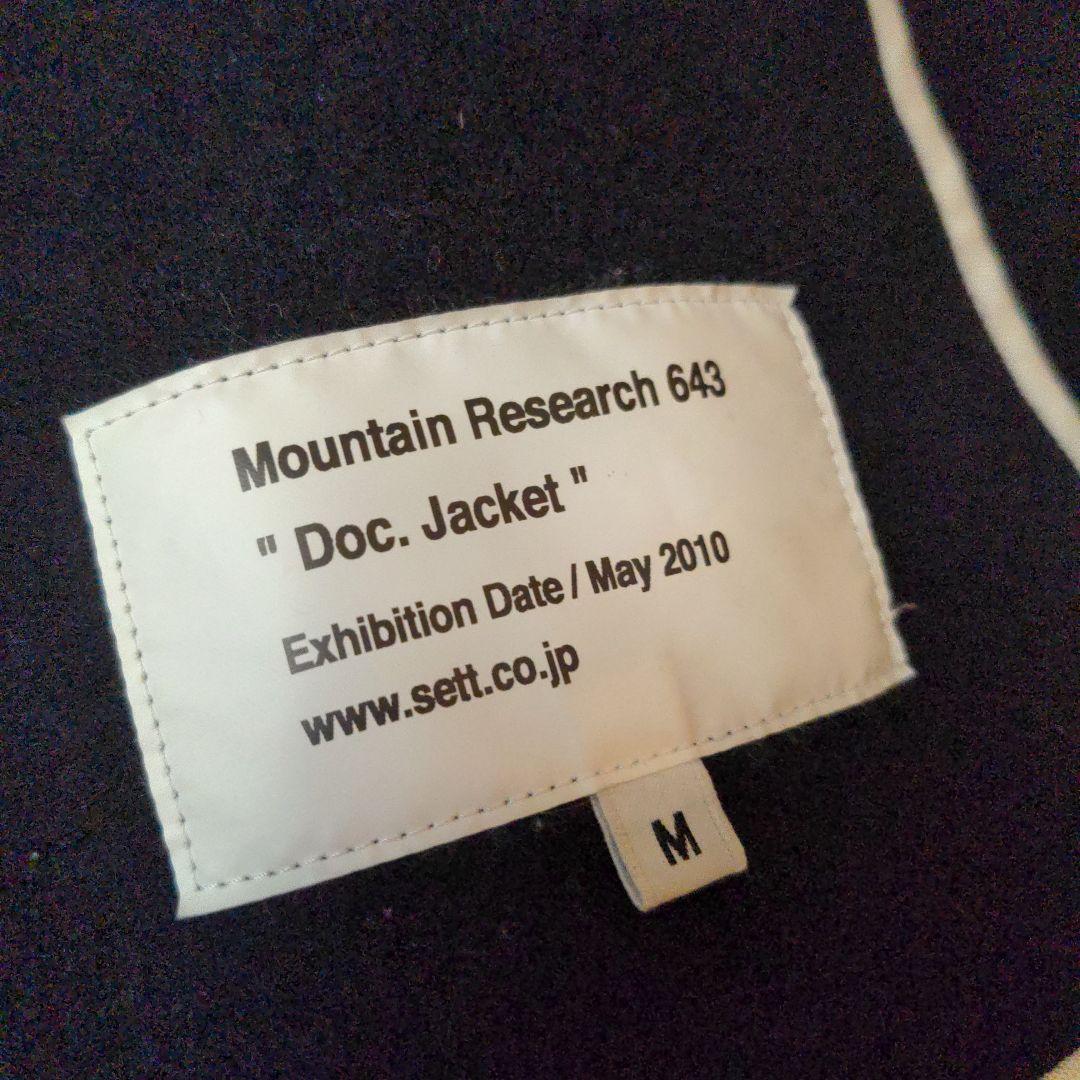 Mountain Research 643
" Doc. Jacket "
Exhibition Date / May 2010
www.sett.co.jp
M